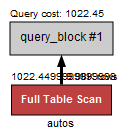 Query cost: 1022.45
query_block #1
Full Table Scan
autos